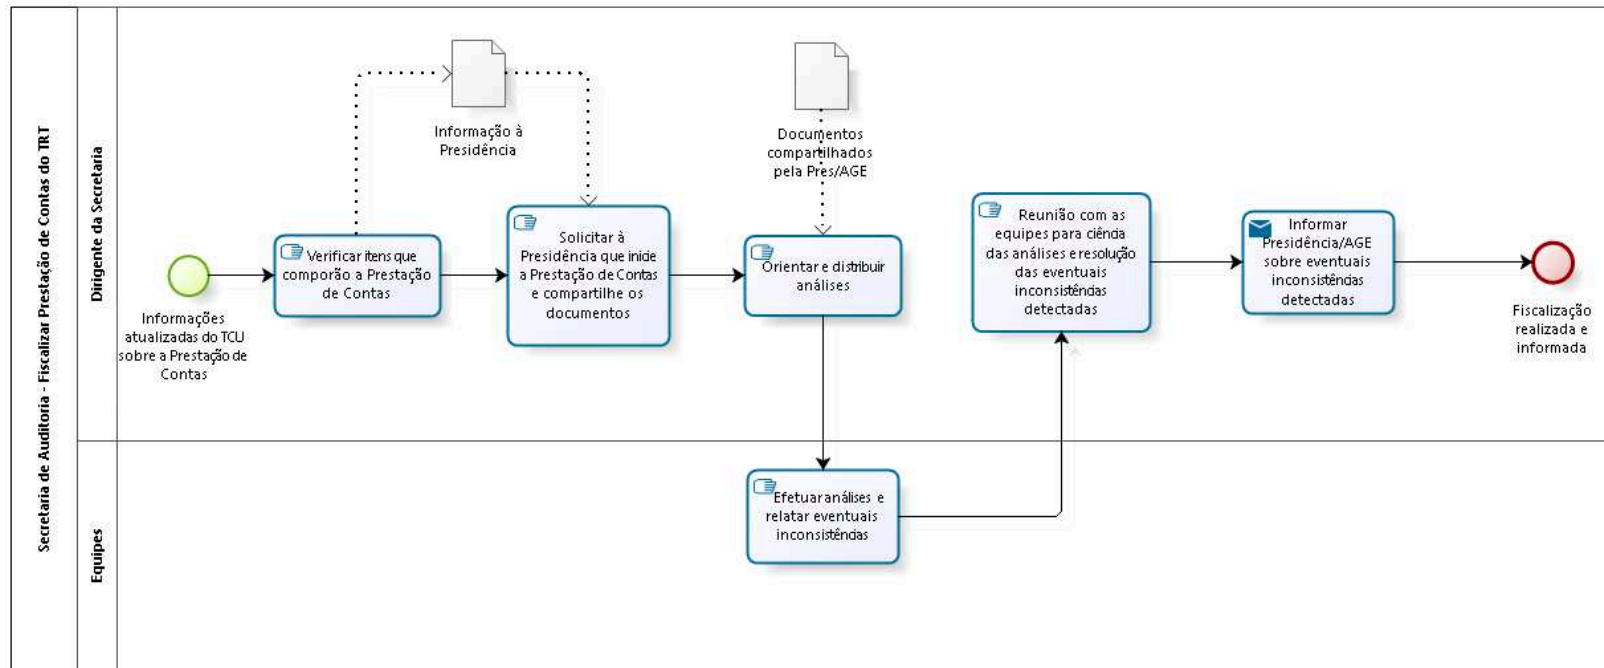 Secretaria de Auditoria - Fiscalizar Prestação de Contas do TRT
Dirigente da Secretaria
Informações
atualizadas do TCU
sobre a Prestação de
Contas
Verificar itens que
comporão a Prestação
de Contas
Informação à
Presidência
Solicitar à
Presidência que inicie
a Prestação de Contas
e compartilhe os
documentos
Documentos
compartilhados
pela Pres/AGE
Orientar e distribuir
análises
Reunião com as
equipes para ciência
das análises e resolução
das eventuais
inconsistências
detectadas
Informar
Presidência/AGE
sobre eventuais
inconsistências
detectadas
Fiscalização
realizada e
informada
Equipes
Efetuar análises e
relatar eventuais
inconsistências